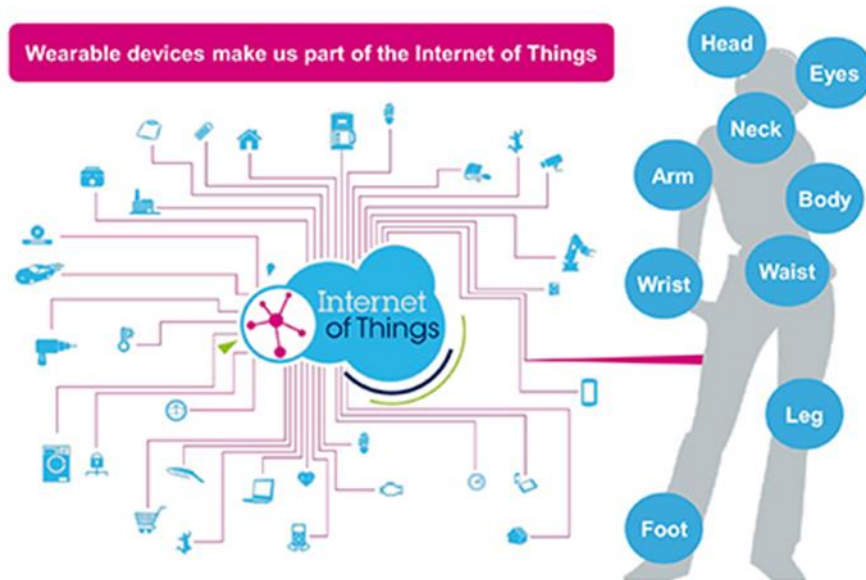 Wearable devices make us part of the Internet of Things
Head
Eyes
Neck
Arm
Body
Wrist
Waist
Internet
of Things
Leg
Foot